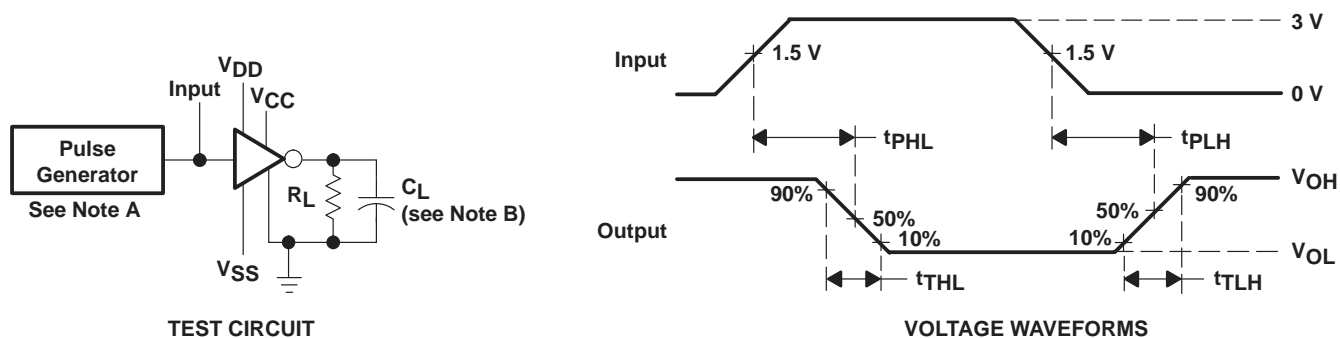 Pulse
Generator
See Note A
Input
VDD
VCC
VSS
RL
CL
(see Note B)
TEST CIRCUIT
Input
1.5 V
1.5 V
3 V
0 V
tPHL
tPLH
Output
90%
50%
10%
10%
50%
90%
VOH
VOL
tTHL
tTLH
VOLTAGE WAVEFORMS